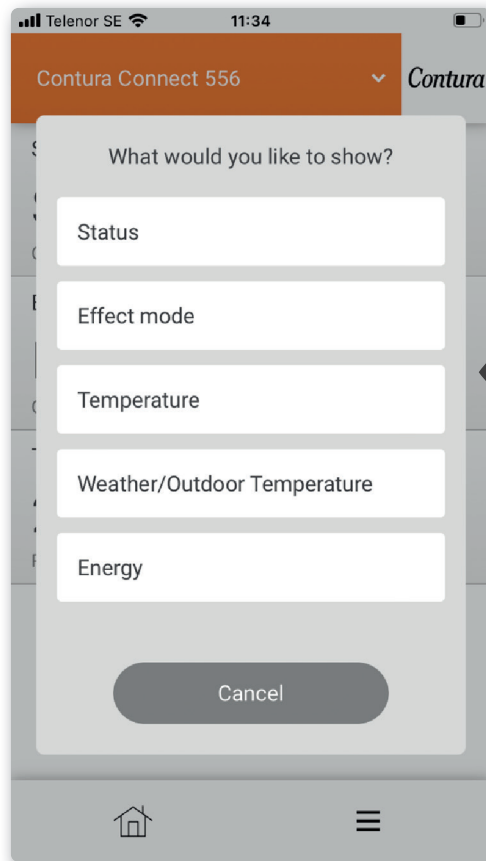 Telenor SE 11:34
Contura Connect 556 Contura
What would you like to show?
Status
Effect mode
Temperature
Weather/Outdoor Temperature
Energy
Cancel